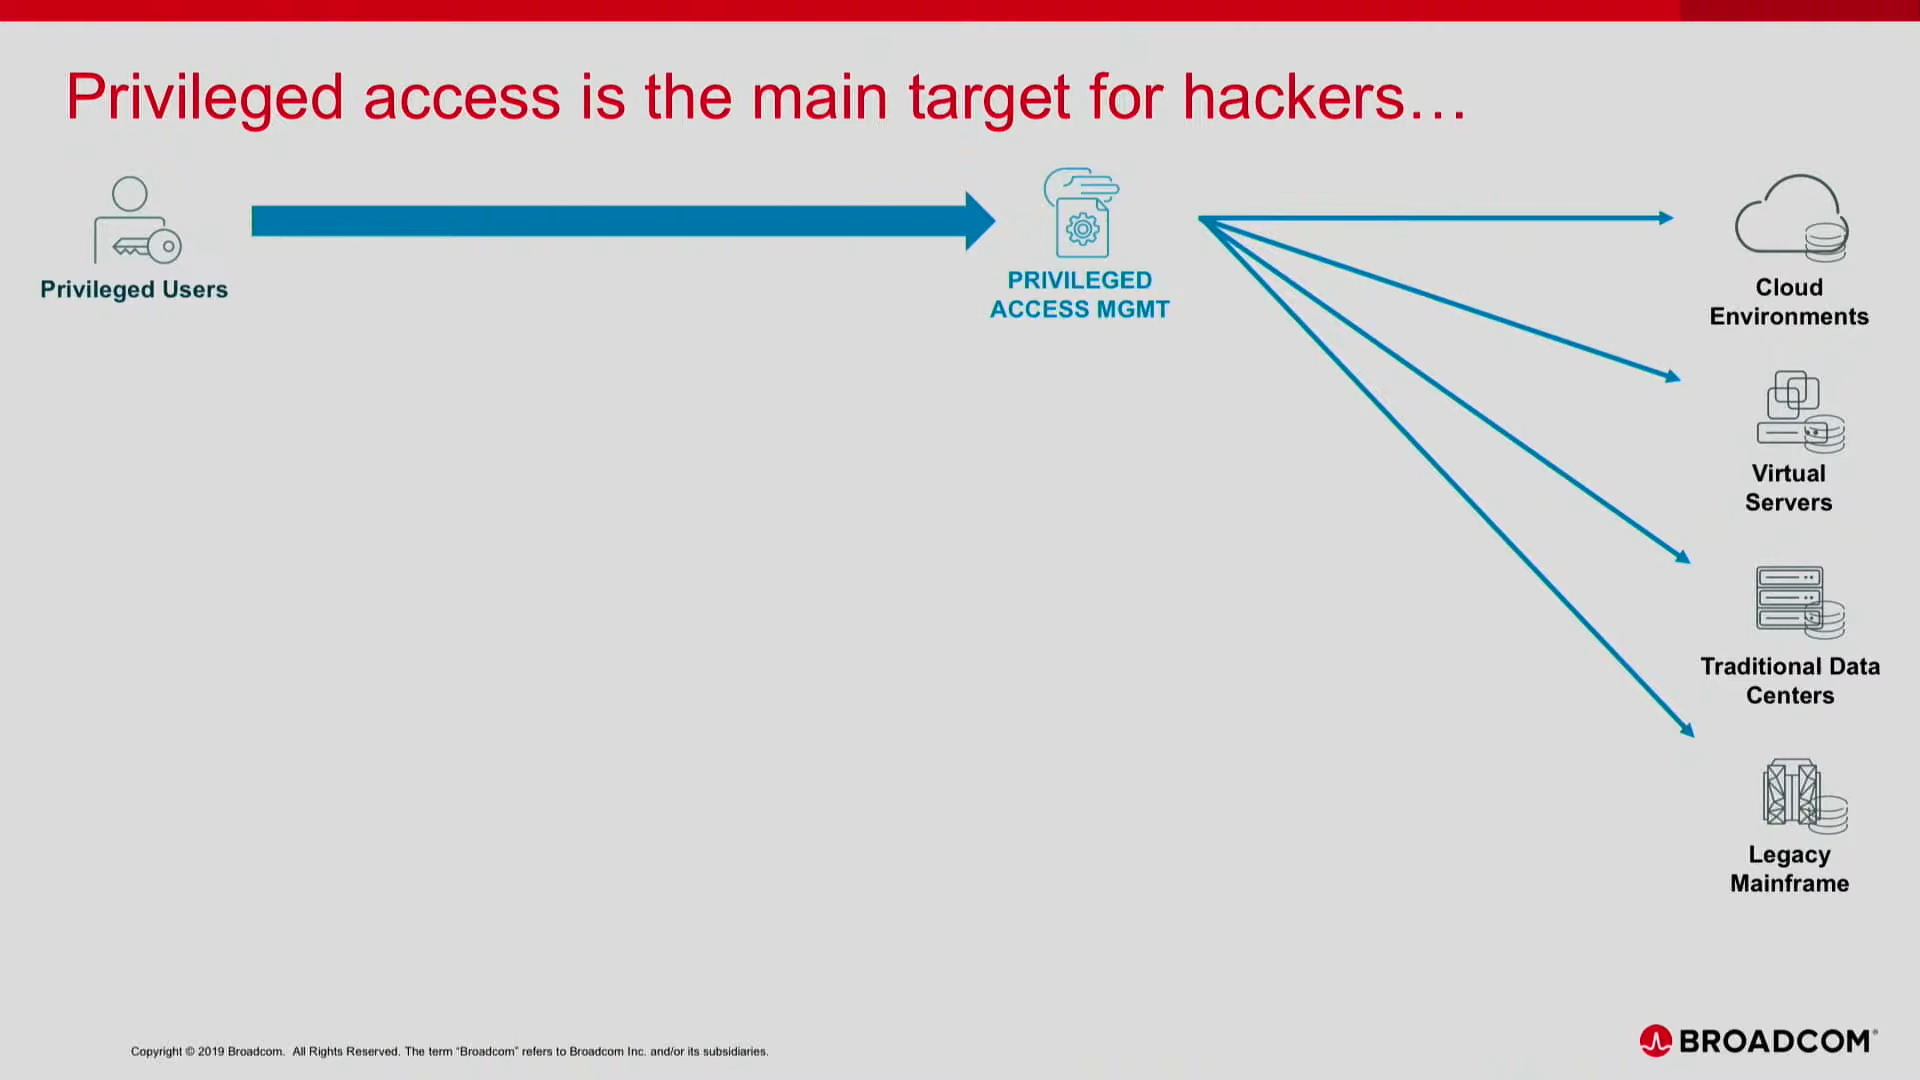 Privileged access is the main target for hackers…
Privileged Users
PRIVILEGED
ACCESS MGMT
Cloud
Environments
Virtual
Servers
Traditional Data
Centers
Legacy
Mainframe
Copyright © 2019 Broadcom.  All Rights Reserved. The term “Broadcom” refers to Broadcom Inc. and/or its subsidiaries.
BROADCOM®